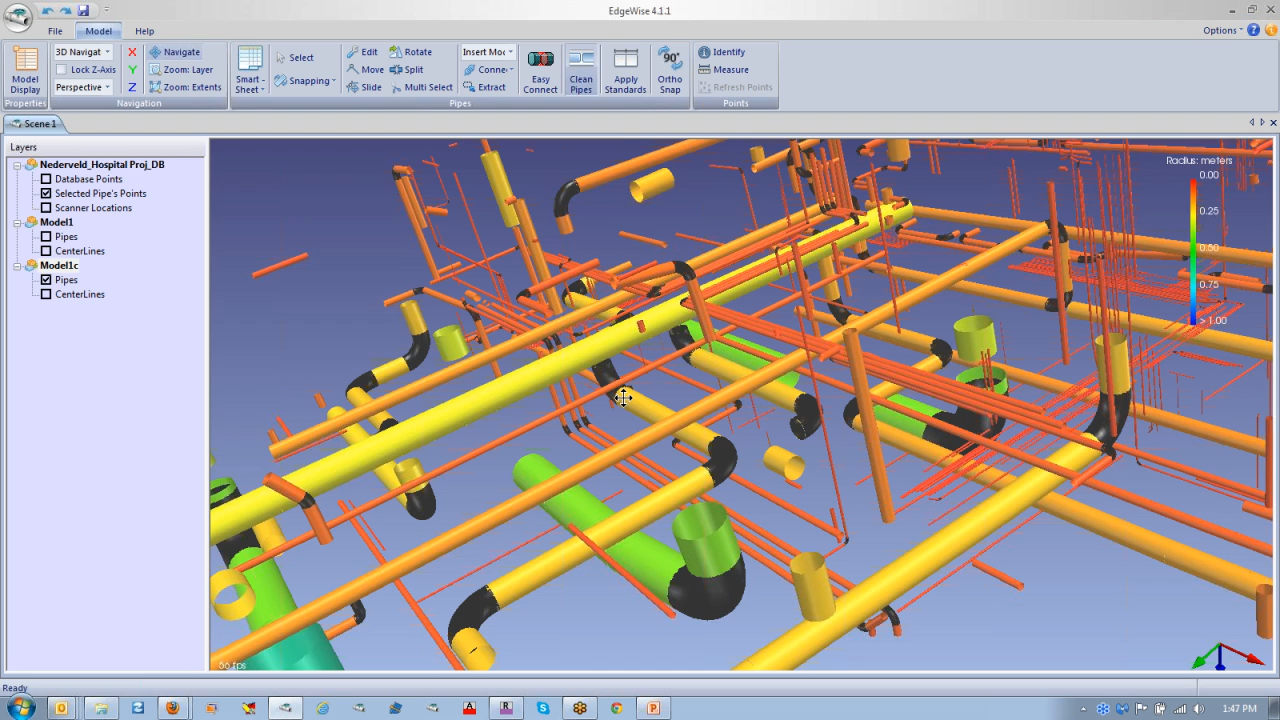 EdgeWise 4.1.1
File Model Help Options
3D Navigat X Navigate Select Edit Rotate Insert Moc Identify
Lock Z-Axis Y Zoom: Layer Snapping Move Split Conne Measure
Perspective Z Zoom: Extents Slide Multi Select Extract Refresh Points
Model Display Smart Sheet Easy Connect Clean Pipes Apply Standards 90° Ortho Snap
Properties Navigation Pipes Points
Scene1
Layers
Nederveld_Hospital Proj_DB
Database Points
Selected Pipe's Points
Scanner Locations
Model1
Pipes
CenterLines
Model1c
Pipes
CenterLines
Radius: meters
0.00
0.25
0.50
0.75
> 1.00
fps
Ready
1:47 PM